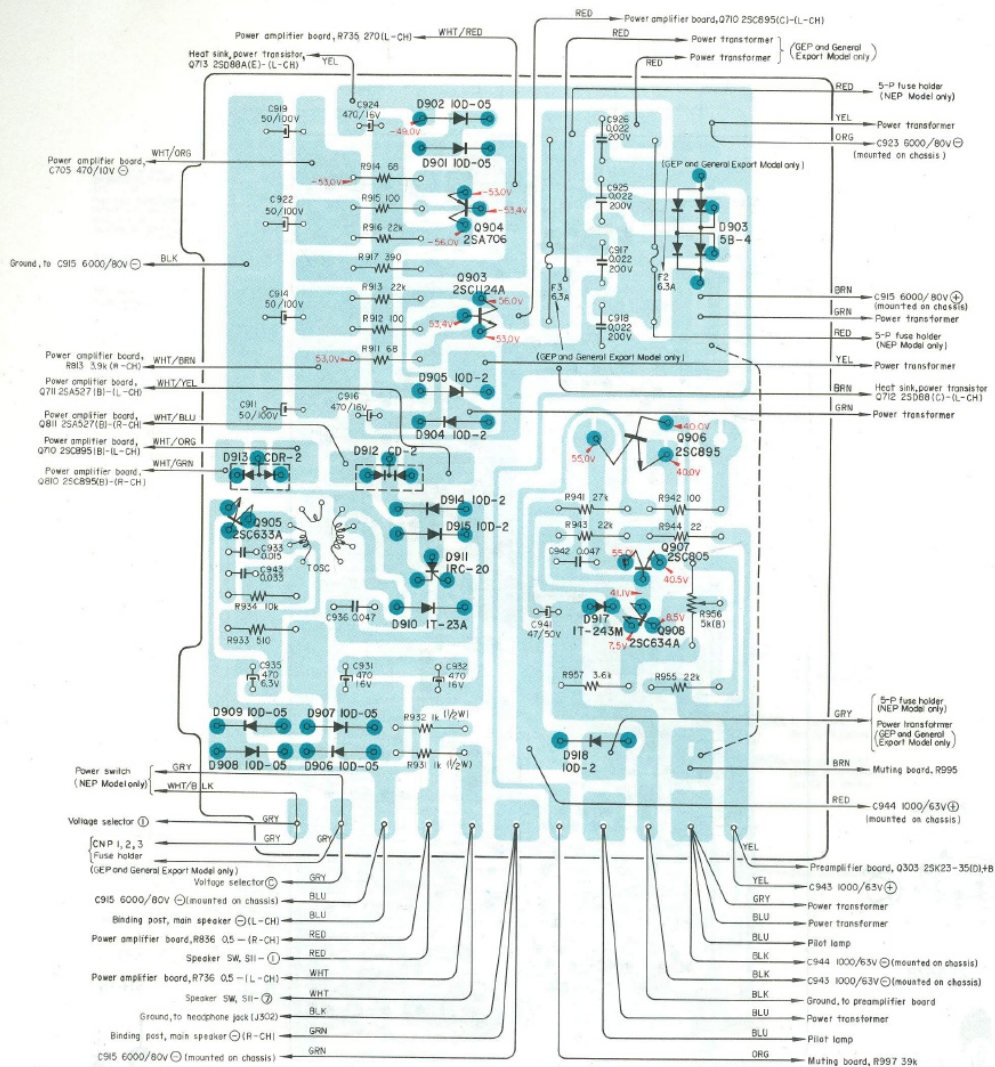 RED
Power amplifier board, Q710 2SC895(C)-(L-CH)
Power amplifier board, R735 270(L-CH)
WHT/RED
RED
Power transformer
(GEP and General
Export Model only)
Heat sink, power transistor,
Q713 2SD88A(E)-(L-CH)
YEL
RED
Power transformer
RED
5-P fuse holder
(NEP Model only)
C919
50/100V
C924
470/16V
D902 10D-05
-49.0V
C926
0.022
200V
YEL
Power transformer
ORG
C923 6000/80V ⊖
(mounted on chassis)
Power amplifier board,
C705 470/10V ⊖
WHT/ORG
D901 10D-05
(GEP and General Export Model only)
R914 68
-53.0V
-53.0V
C925
0.022
200V
R915 100
-53.4V
D903
5B-4
C922
50/100V
Q904
2SA706
R916 22k
-56.0V
C917
0.022
200V
Ground, to C915 6000/80V ⊖
BLK
R917 390
Q903
2SC1124A
F3
6.3A
F2
6.3A
R913 22k
56.0V
BRN
C915 6000/80V ⊕
(mounted on chassis)
C914
50/100V
R912 100
53.4V
53.0V
C918
0.022
200V
GRN
Power transformer
RED
5-P fuse holder
(NEP Model only)
Power amplifier board,
R813 3.9k (R-CH)
WHT/BRN
53.0V
R911 68
(GEP and General Export Model only)
YEL
Power transformer
Power amplifier board,
Q711 2SA527(B)-(L-CH)
WHT/YEL
D905 10D-2
BRN
Heat sink, power transistor
Q712 2SD88(C)-(L-CH)
C911
50/100V
C916
470/16V
GRN
Power transformer
Power amplifier board,
Q811 2SA527(B)-(R-CH)
WHT/BLU
D904 10D-2
40.0V
Q906
2SC895
Power amplifier board,
Q710 2SC895(B)-(L-CH)
WHT/ORG
D913 CDR-2
D912 CD-2
55.0V
40.0V
Power amplifier board,
Q810 2SC895(B)-(R-CH)
WHT/GRN
D914 10D-2
R941 27k
R942 100
Q905
2SC633A
D915 10D-2
R943 22k
R944 22
C933
0.015
TOSC
D911
1RC-20
C942 0.047
55.0V
Q907
2SC805
C943
0.033
40.5V
R934 10k
41.1V
C936 0.047
D910 1T-23A
C941
47/50V
D917
1T-243M
R956
5k(B)
6.5V
7.5V
Q908
2SC634A
R933 510
C935
470
6.3V
C931
470
16V
C932
470
16V
R957 3.6k
R955 22k
D909 10D-05
D907 10D-05
R932 1k (1/2W)
GRY
5-P fuse holder
(NEP Model only)
Power transformer
(GEP and General
Export Model only)
D908 10D-05
D906 10D-05
R931 1k (1/2W)
D918
10D-2
BRN
Muting board, R995
Power switch
(NEP Model only)
GRY
WHT/BLK
RED
C944 1000/63V ⊕
(mounted on chassis)
Voltage selector ①
GRY
CNP 1, 2, 3
GRY
GRY
Fuse holder
(GEP and General Export Model only)
YEL
Preamplifier board, Q303 2SK23-35(D),+B
Voltage selector Ⓒ
GRY
YEL
C943 1000/63V ⊕
C915 6000/80V ⊖ (mounted on chassis)
BLU
GRY
Power transformer
Binding post, main speaker ⊖ (L-CH)
BLU
BLU
Power transformer
Power amplifier board, R836 0.5 - (R-CH)
RED
BLU
Pilot lamp
Speaker SW, S11-①
RED
BLK
C944 1000/63V ⊖ (mounted on chassis)
Power amplifier board, R736 0.5 - (L-CH)
WHT
BLK
C943 1000/63V ⊖ (mounted on chassis)
Speaker SW, S11-⑦
WHT
BLK
Ground, to preamplifier board
Ground, to headphone jack (J302)
BLK
BLU
Power transformer
Binding post, main speaker ⊖ (R-CH)
GRN
BLU
Pilot lamp
C915 6000/80V ⊖ (mounted on chassis)
GRN
ORG
Muting board, R997 39k